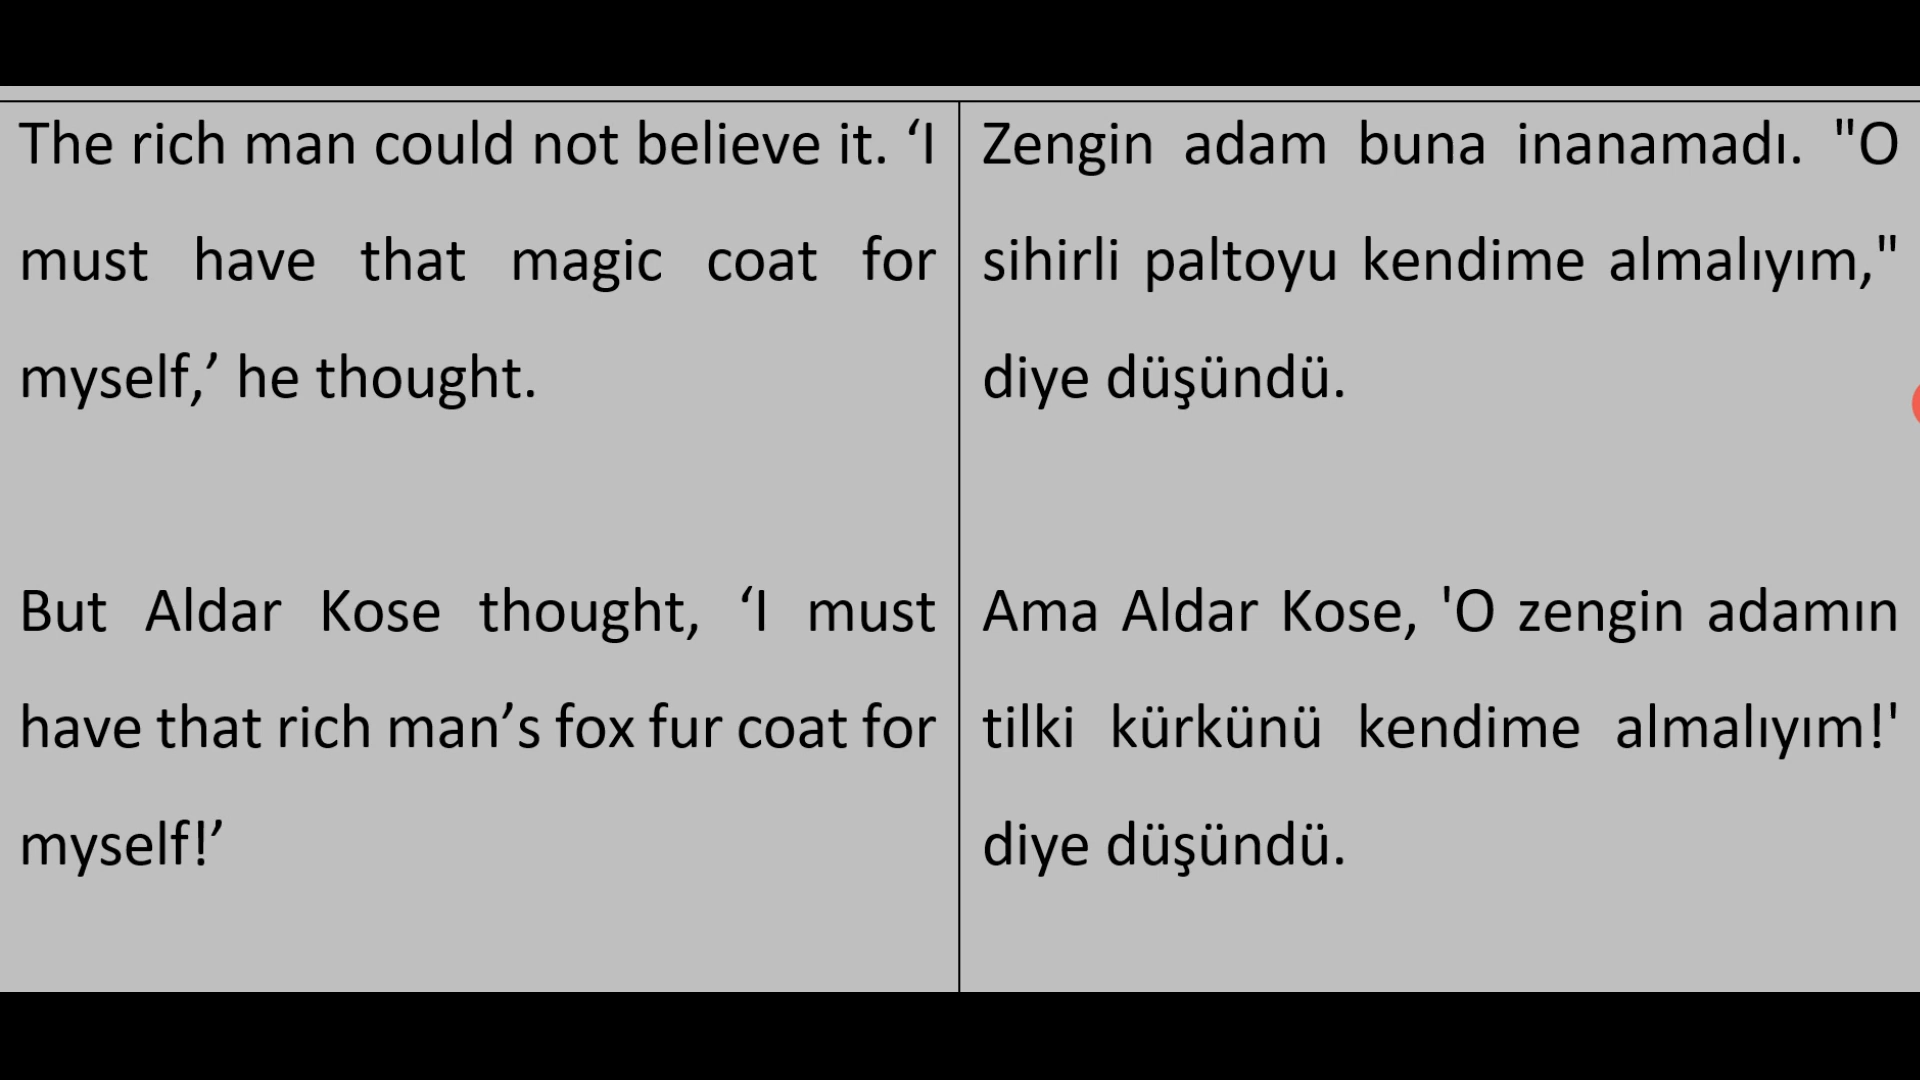 The rich man could not believe it. ‘I
must have that magic coat for
myself,’ he thought.
But Aldar Kose thought, ‘I must
have that rich man’s fox fur coat for
myself!’
Zengin adam buna inanamadı. "O
sihirli paltoyu kendime almalıyım,"
diye düşündü.
Ama Aldar Kose, 'O zengin adamın
tilki kürkünü kendime almalıyım!'
diye düşündü.